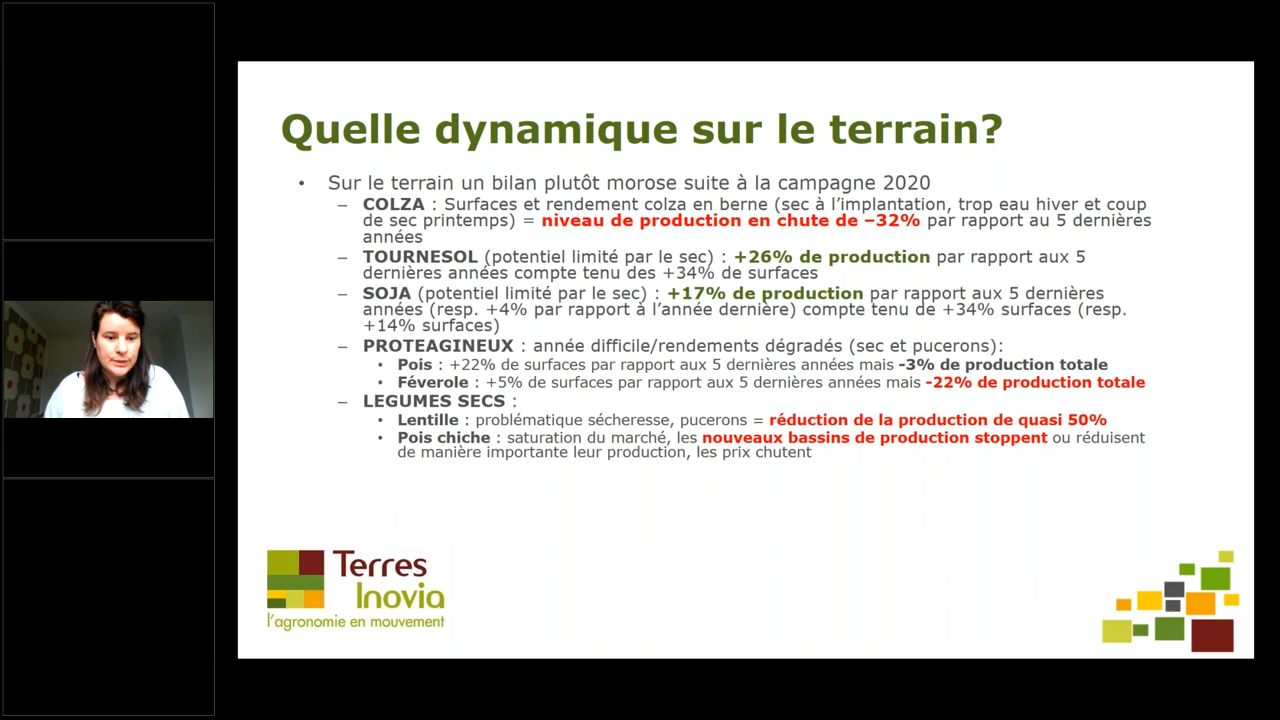 Quelle dynamique sur le terrain?
• Sur le terrain un bilan plutôt morose suite à la campagne 2020
– COLZA : Surfaces et rendement colza en berne (sec à l’implantation, trop eau hiver et coup
de sec printemps) = niveau de production en chute de –32% par rapport au 5 dernières
années
– TOURNESOL (potentiel limité par le sec) : +26% de production par rapport aux 5
dernières années compte tenu des +34% de surfaces
– SOJA (potentiel limité par le sec) : +17% de production par rapport aux 5 dernières
années (resp. +4% par rapport à l’année dernière) compte tenu de +34% surfaces (resp.
+14% surfaces)
– PROTEAGINEUX : année difficile/rendements dégradés (sec et pucerons):
• Pois : +22% de surfaces par rapport aux 5 dernières années mais -3% de production totale
• Féverole : +5% de surfaces par rapport aux 5 dernières années mais -22% de production totale
– LEGUMES SECS :
• Lentille : problématique sécheresse, pucerons = réduction de la production de quasi 50%
• Pois chiche : saturation du marché, les nouveaux bassins de production stoppent ou réduisent
de manière importante leur production, les prix chutent
Terres
Inovia
l’agronomie en mouvement